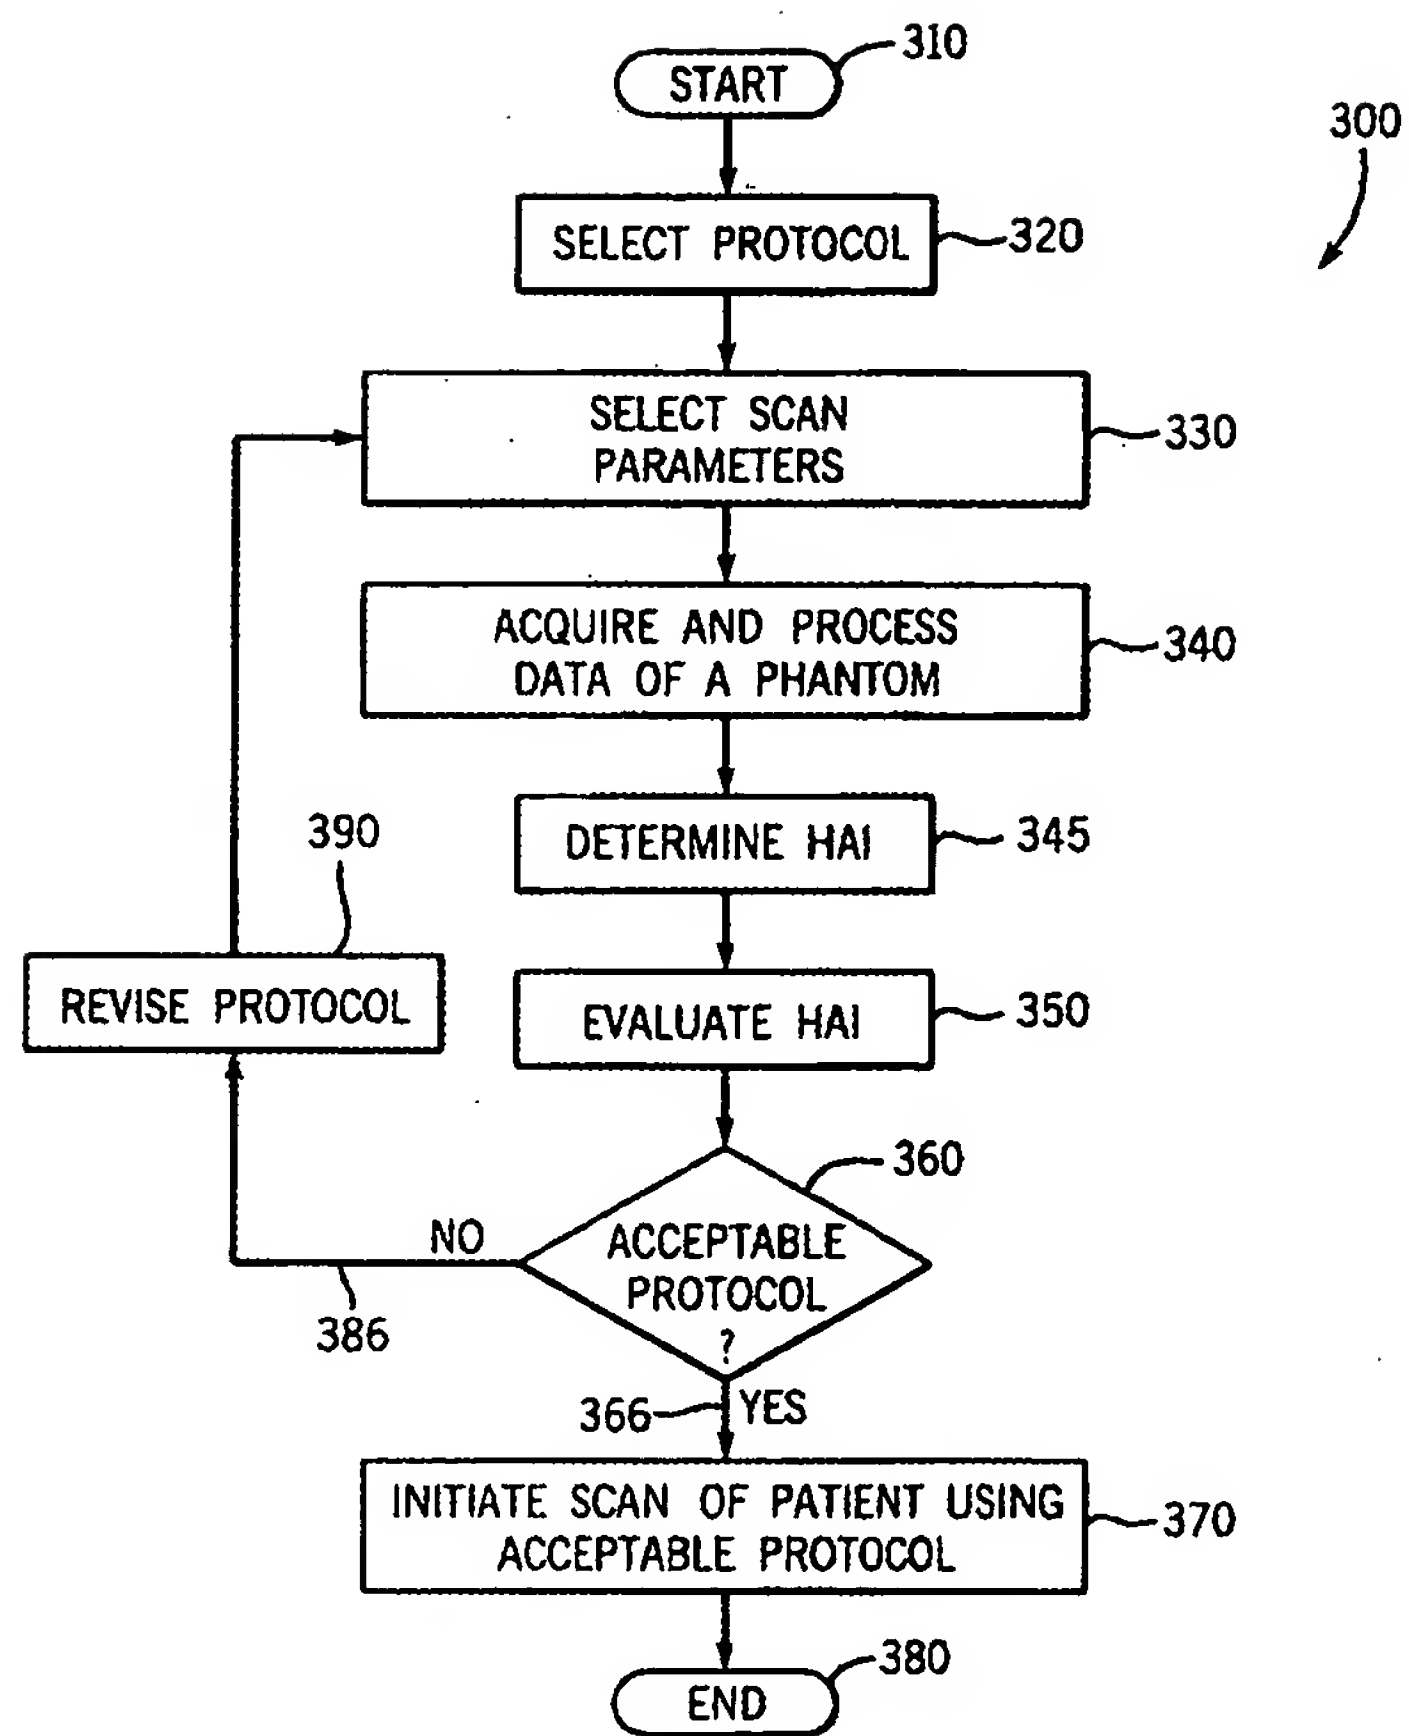 310
START
300
SELECT PROTOCOL
320
SELECT SCAN
PARAMETERS
330
ACQUIRE AND PROCESS
DATA OF A PHANTOM
340
390
DETERMINE HAI
345
REVISE PROTOCOL
EVALUATE HAI
350
360
NO
ACCEPTABLE
PROTOCOL
?
386
366
YES
INITIATE SCAN OF PATIENT USING
ACCEPTABLE PROTOCOL
370
380
END